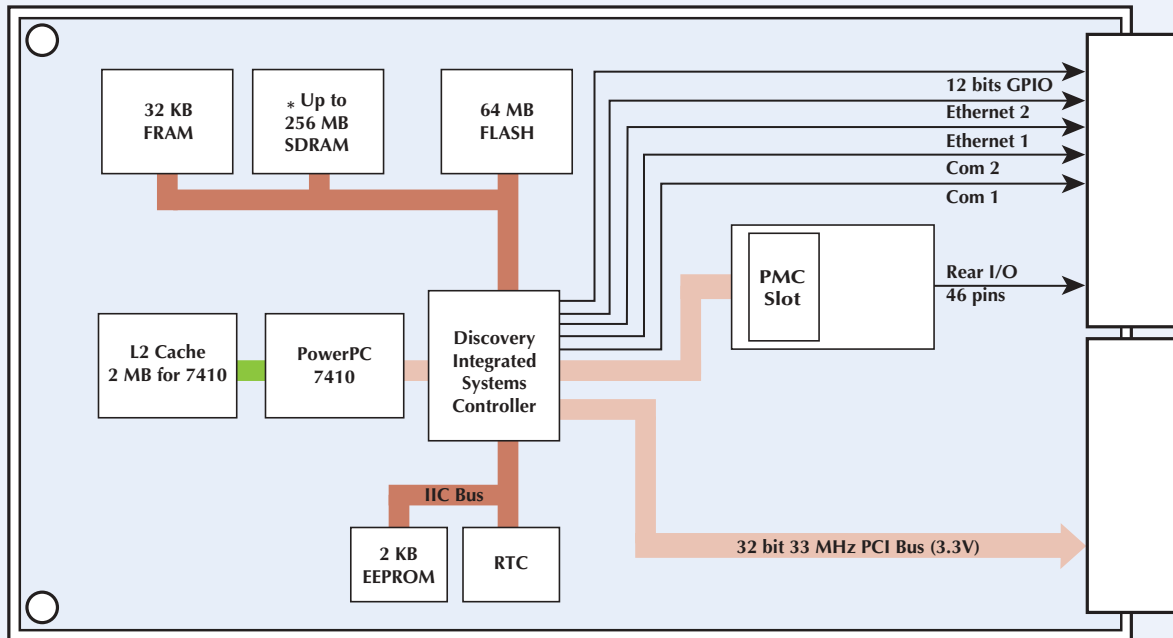 32 KB
FRAM
* Up to
256 MB
SDRAM
64 MB
FLASH
12 bits GPIO
Ethernet 2
Ethernet 1
Com 2
Com 1
PMC
Slot
Rear I/O
46 pins
L2 Cache
2 MB for 7410
PowerPC
7410
Discovery
Integrated
Systems
Controller
IIC Bus
2 KB
EEPROM
RTC
32 bit 33 MHz PCI Bus (3.3V)